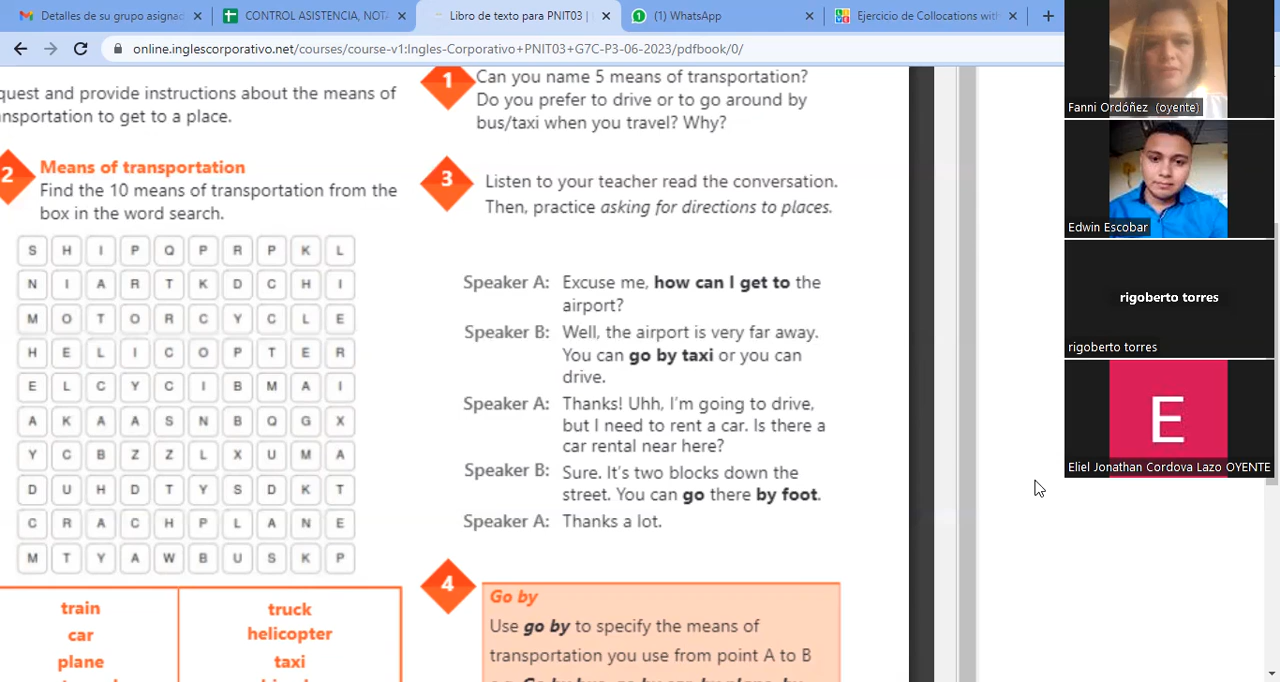 Detalles de su grupo asignad
CONTROL ASISTENCIA, NOTA
Libro de texto para PNIT03 |
(1) WhatsApp
Ejercicio de Collocations with
online.inglescorporativo.net/courses/course-v1:Ingles-Corporativo+PNIT03+G7C-P3-06-2023/pdfbook/0/
quest and provide instructions about the means of
nsportation to get to a place.
2
Means of transportation
Find the 10 means of transportation from the
box in the word search.
S H I P Q P R P K L
N I A R T K D C H I
M O T O R C Y C L E
H E L I C O P T E R
E L C Y C I B M A I
A K A A S N B Q G X
Y C B Z Z L X U M A
D U H D T Y S D K T
C R A C H P L A N E
M T Y A W B U S K P
train
car
plane
truck
helicopter
taxi
1
Can you name 5 means of transportation?
Do you prefer to drive or to go around by
bus/taxi when you travel? Why?
3
Listen to your teacher read the conversation.
Then, practice asking for directions to places.
Speaker A: Excuse me, how can I get to the
airport?
Speaker B: Well, the airport is very far away.
You can go by taxi or you can
drive.
Speaker A: Thanks! Uhh, I'm going to drive,
but I need to rent a car. Is there a
car rental near here?
Speaker B: Sure. It's two blocks down the
street. You can go there by foot.
Speaker A: Thanks a lot.
4
Go by
Use go by to specify the means of
transportation you use from point A to B
Fanni Ordóñez (oyente)
Edwin Escobar
rigoberto torres
rigoberto torres
E
Eliel Jonathan Cordova Lazo OYENTE